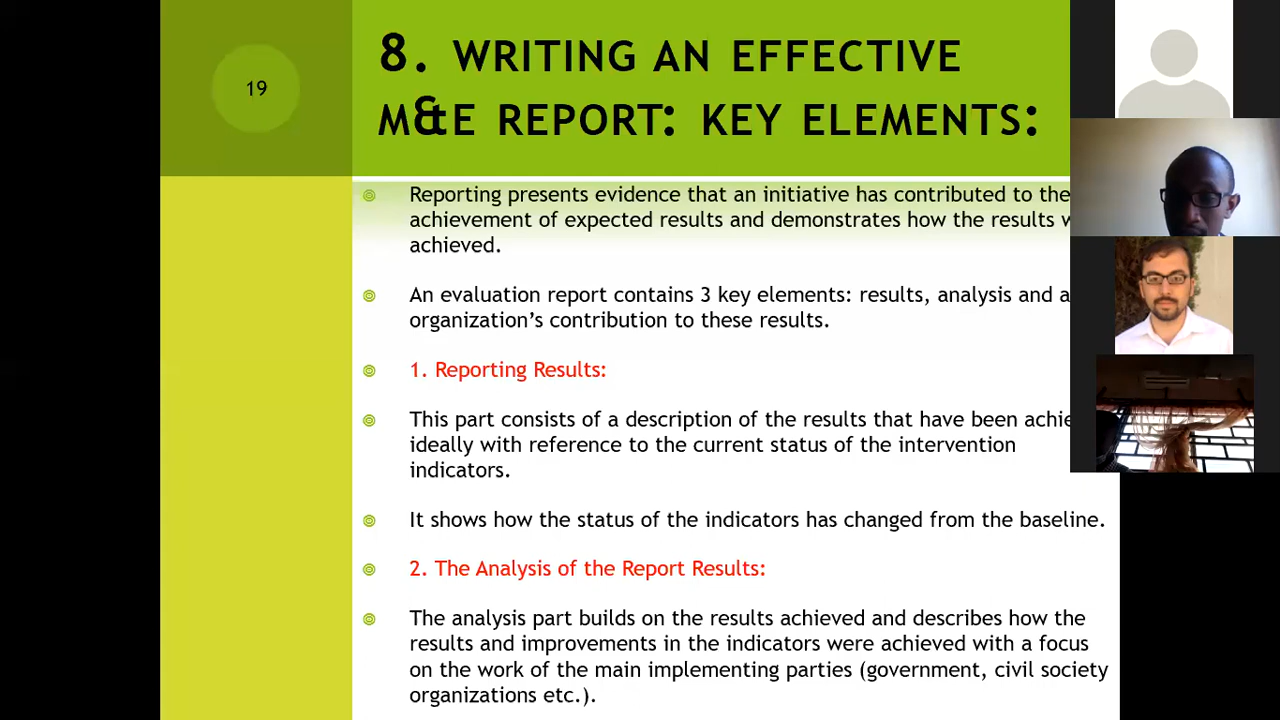 19
8. WRITING AN EFFECTIVE
M&E REPORT: KEY ELEMENTS:
Reporting presents evidence that an initiative has contributed to the
achievement of expected results and demonstrates how the results
achieved.
An evaluation report contains 3 key elements: results, analysis and
organization's contribution to these results.
1. Reporting Results:
This part consists of a description of the results that have been
ideally with reference to the current status of the intervention
indicators.
It shows how the status of the indicators has changed from the baseline.
2. The Analysis of the Report Results:
The analysis part builds on the results achieved and describes how the
results and improvements in the indicators were achieved with a focus
on the work of the main implementing parties (government, civil society
organizations etc.).